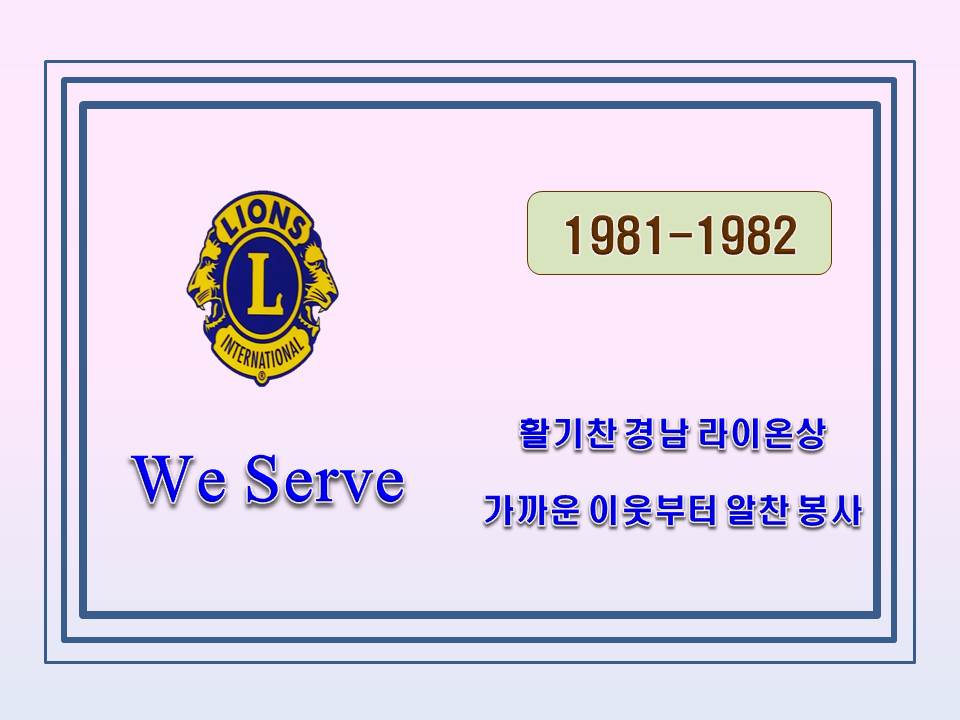 LIONS
L
INTERNATIONAL
®
We Serve
1981-1982
활기찬 경남 라이온상
가까운 이웃부터 알찬 봉사